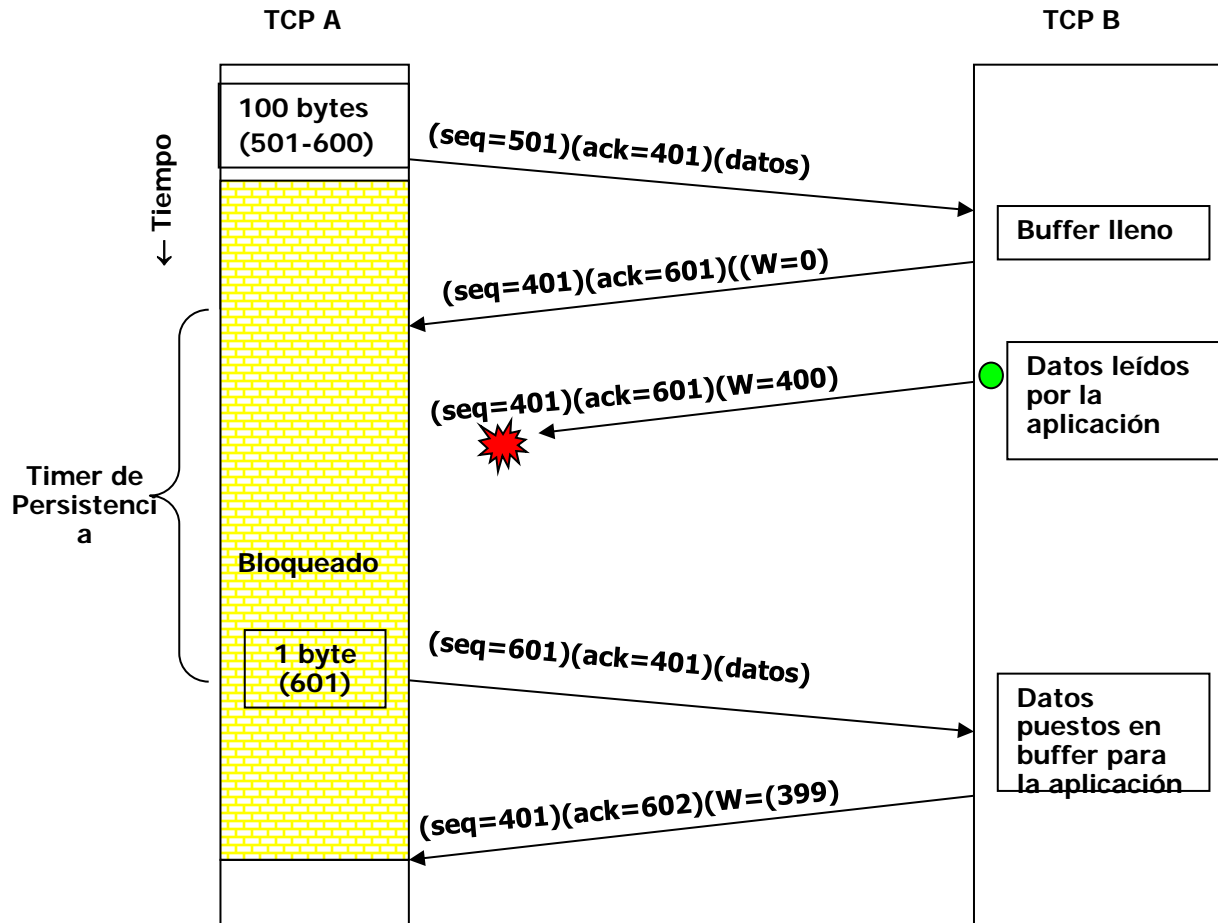 TCP A
TCP B
100 bytes
(501-600)
← Tiempo
(seq=501)(ack=401)(datos)
Buffer lleno
(seq=401)(ack=601)((W=0)
Datos leídos
por la
aplicación
(seq=401)(ack=601)(W=400)
Timer de
Persistenci
a
Bloqueado
1 byte
(601)
(seq=601)(ack=401)(datos)
Datos
puestos en
buffer para
la aplicación
(seq=401)(ack=602)(W=(399)